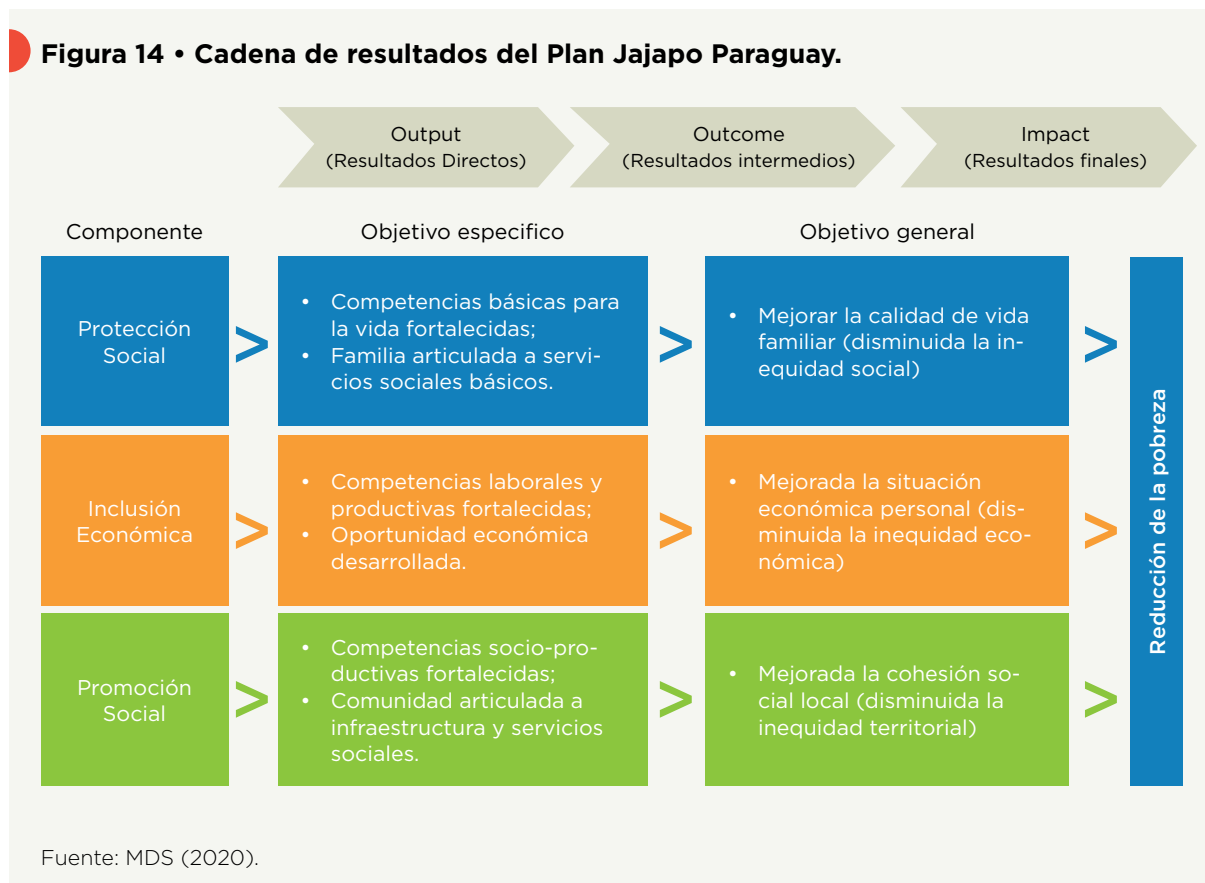 Figura 14 • Cadena de resultados del Plan Jajapo Paraguay.
Output
(Resultados Directos)
Outcome
(Resultados intermedios)
Impact
(Resultados finales)
Componente
Objetivo especifico
Objetivo general
Protección
Social
>
• Competencias básicas para
la vida fortalecidas;
• Familia articulada a servi-
cios sociales básicos.
>
• Mejorar la calidad de vida
familiar (disminuida la in-
equidad social)
>
Inclusión
Económica
>
• Competencias laborales y
productivas fortalecidas;
• Oportunidad económica
desarrollada.
>
• Mejorada la situación
económica personal (dis-
minuida la inequidad eco-
nómica)
>
Promoción
Social
>
• Competencias socio-pro-
ductivas fortalecidas;
• Comunidad articulada a
infraestructura y servicios
sociales.
>
• Mejorada la cohesión so-
cial local (disminuida la
inequidad territorial)
>
Reducción de la pobreza
Fuente: MDS (2020).